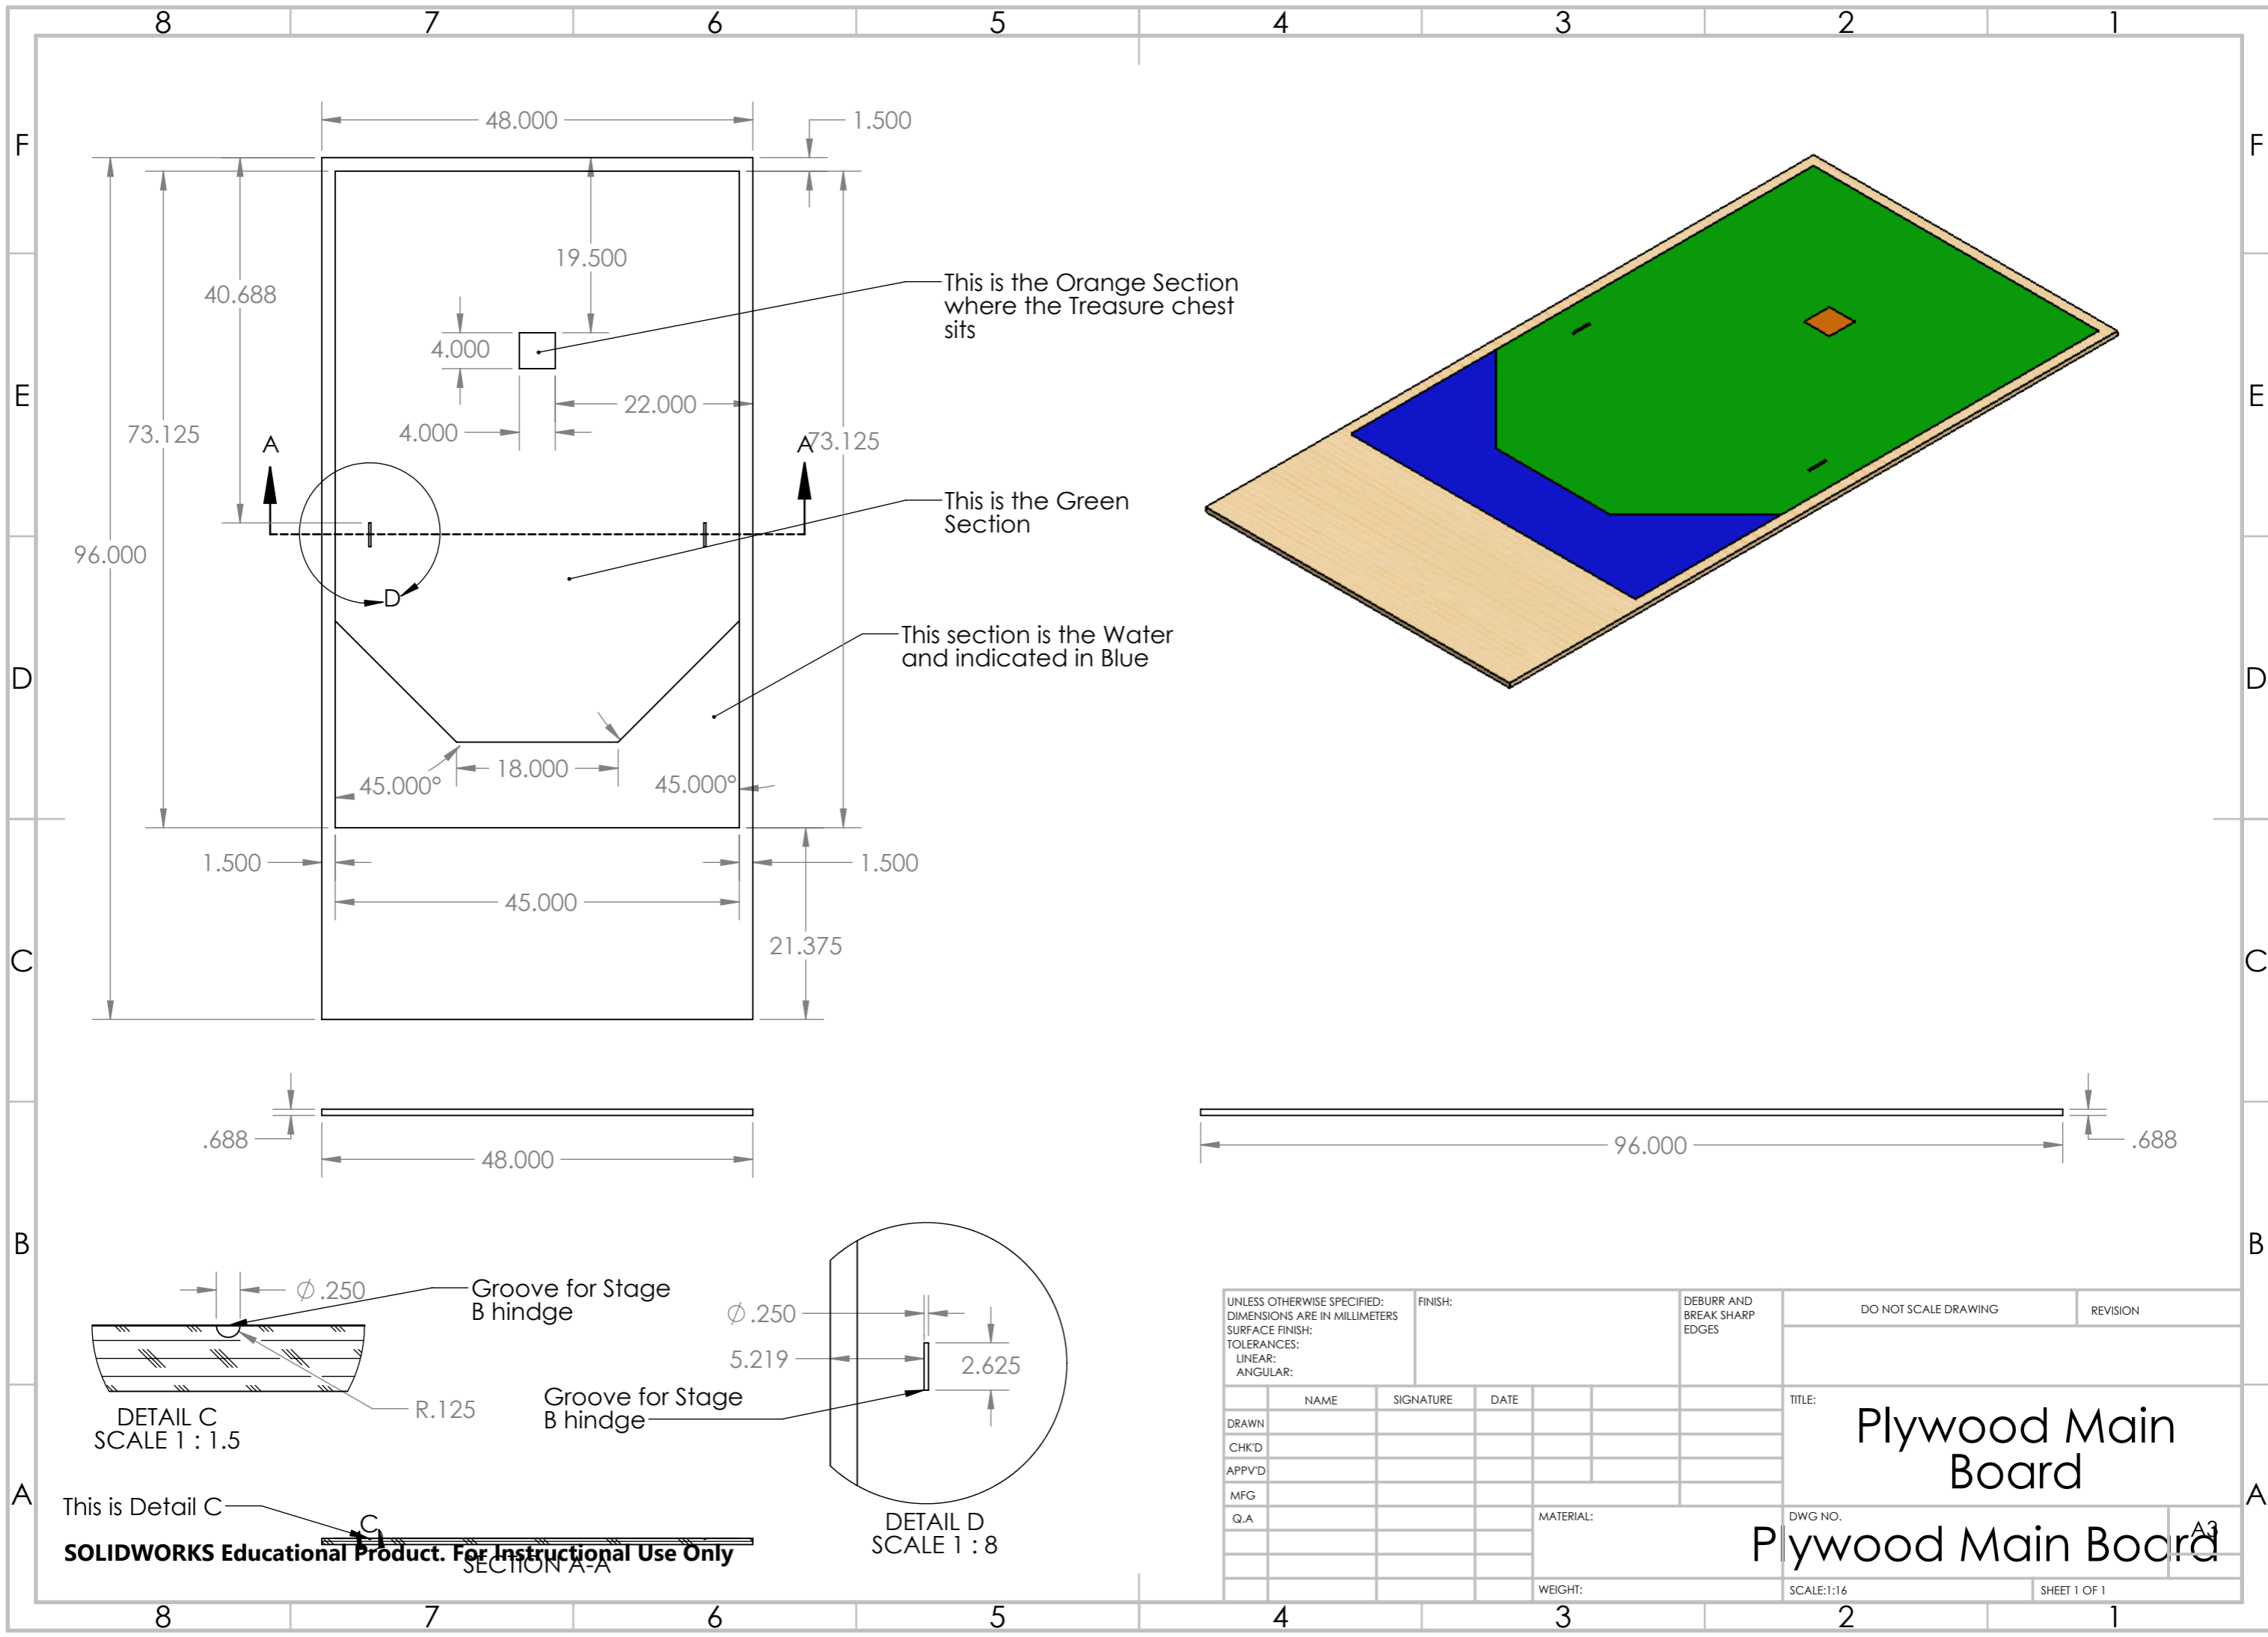 8 7 6 5 4 3 2 1
F F
E E
D D
C C
B B
A A
48.000
1.500
19.500
40.688
This is the Orange Section
where the Treasure chest
sits
4.000
22.000
4.000
73.125
73.125
A A
This is the Green
Section
96.000
D
This section is the Water
and indicated in Blue
45.000°
18.000
45.000°
1.500
1.500
45.000
21.375
.688
48.000
96.000
.688
Ø .250
Groove for Stage
B hindge
R.125
DETAIL C
SCALE 1 : 1.5
Ø .250
5.219
2.625
Groove for Stage
B hindge
DETAIL D
SCALE 1 : 8
This is Detail C
C
SECTION A-A
SOLIDWORKS Educational Product. For Instructional Use Only
UNLESS OTHERWISE SPECIFIED:
DIMENSIONS ARE IN MILLIMETERS
SURFACE FINISH:
TOLERANCES:
LINEAR:
ANGULAR:
FINISH:
DEBURR AND
BREAK SHARP
EDGES
DO NOT SCALE DRAWING
REVISION
NAME SIGNATURE DATE
DRAWN
CHK'D
APPV'D
MFG
Q.A
TITLE:
Plywood Main
Board
MATERIAL:
DWG NO.
Plywood Main Board
A3
WEIGHT:
SCALE:1:16
SHEET 1 OF 1
8 7 6 5 4 3 2 1